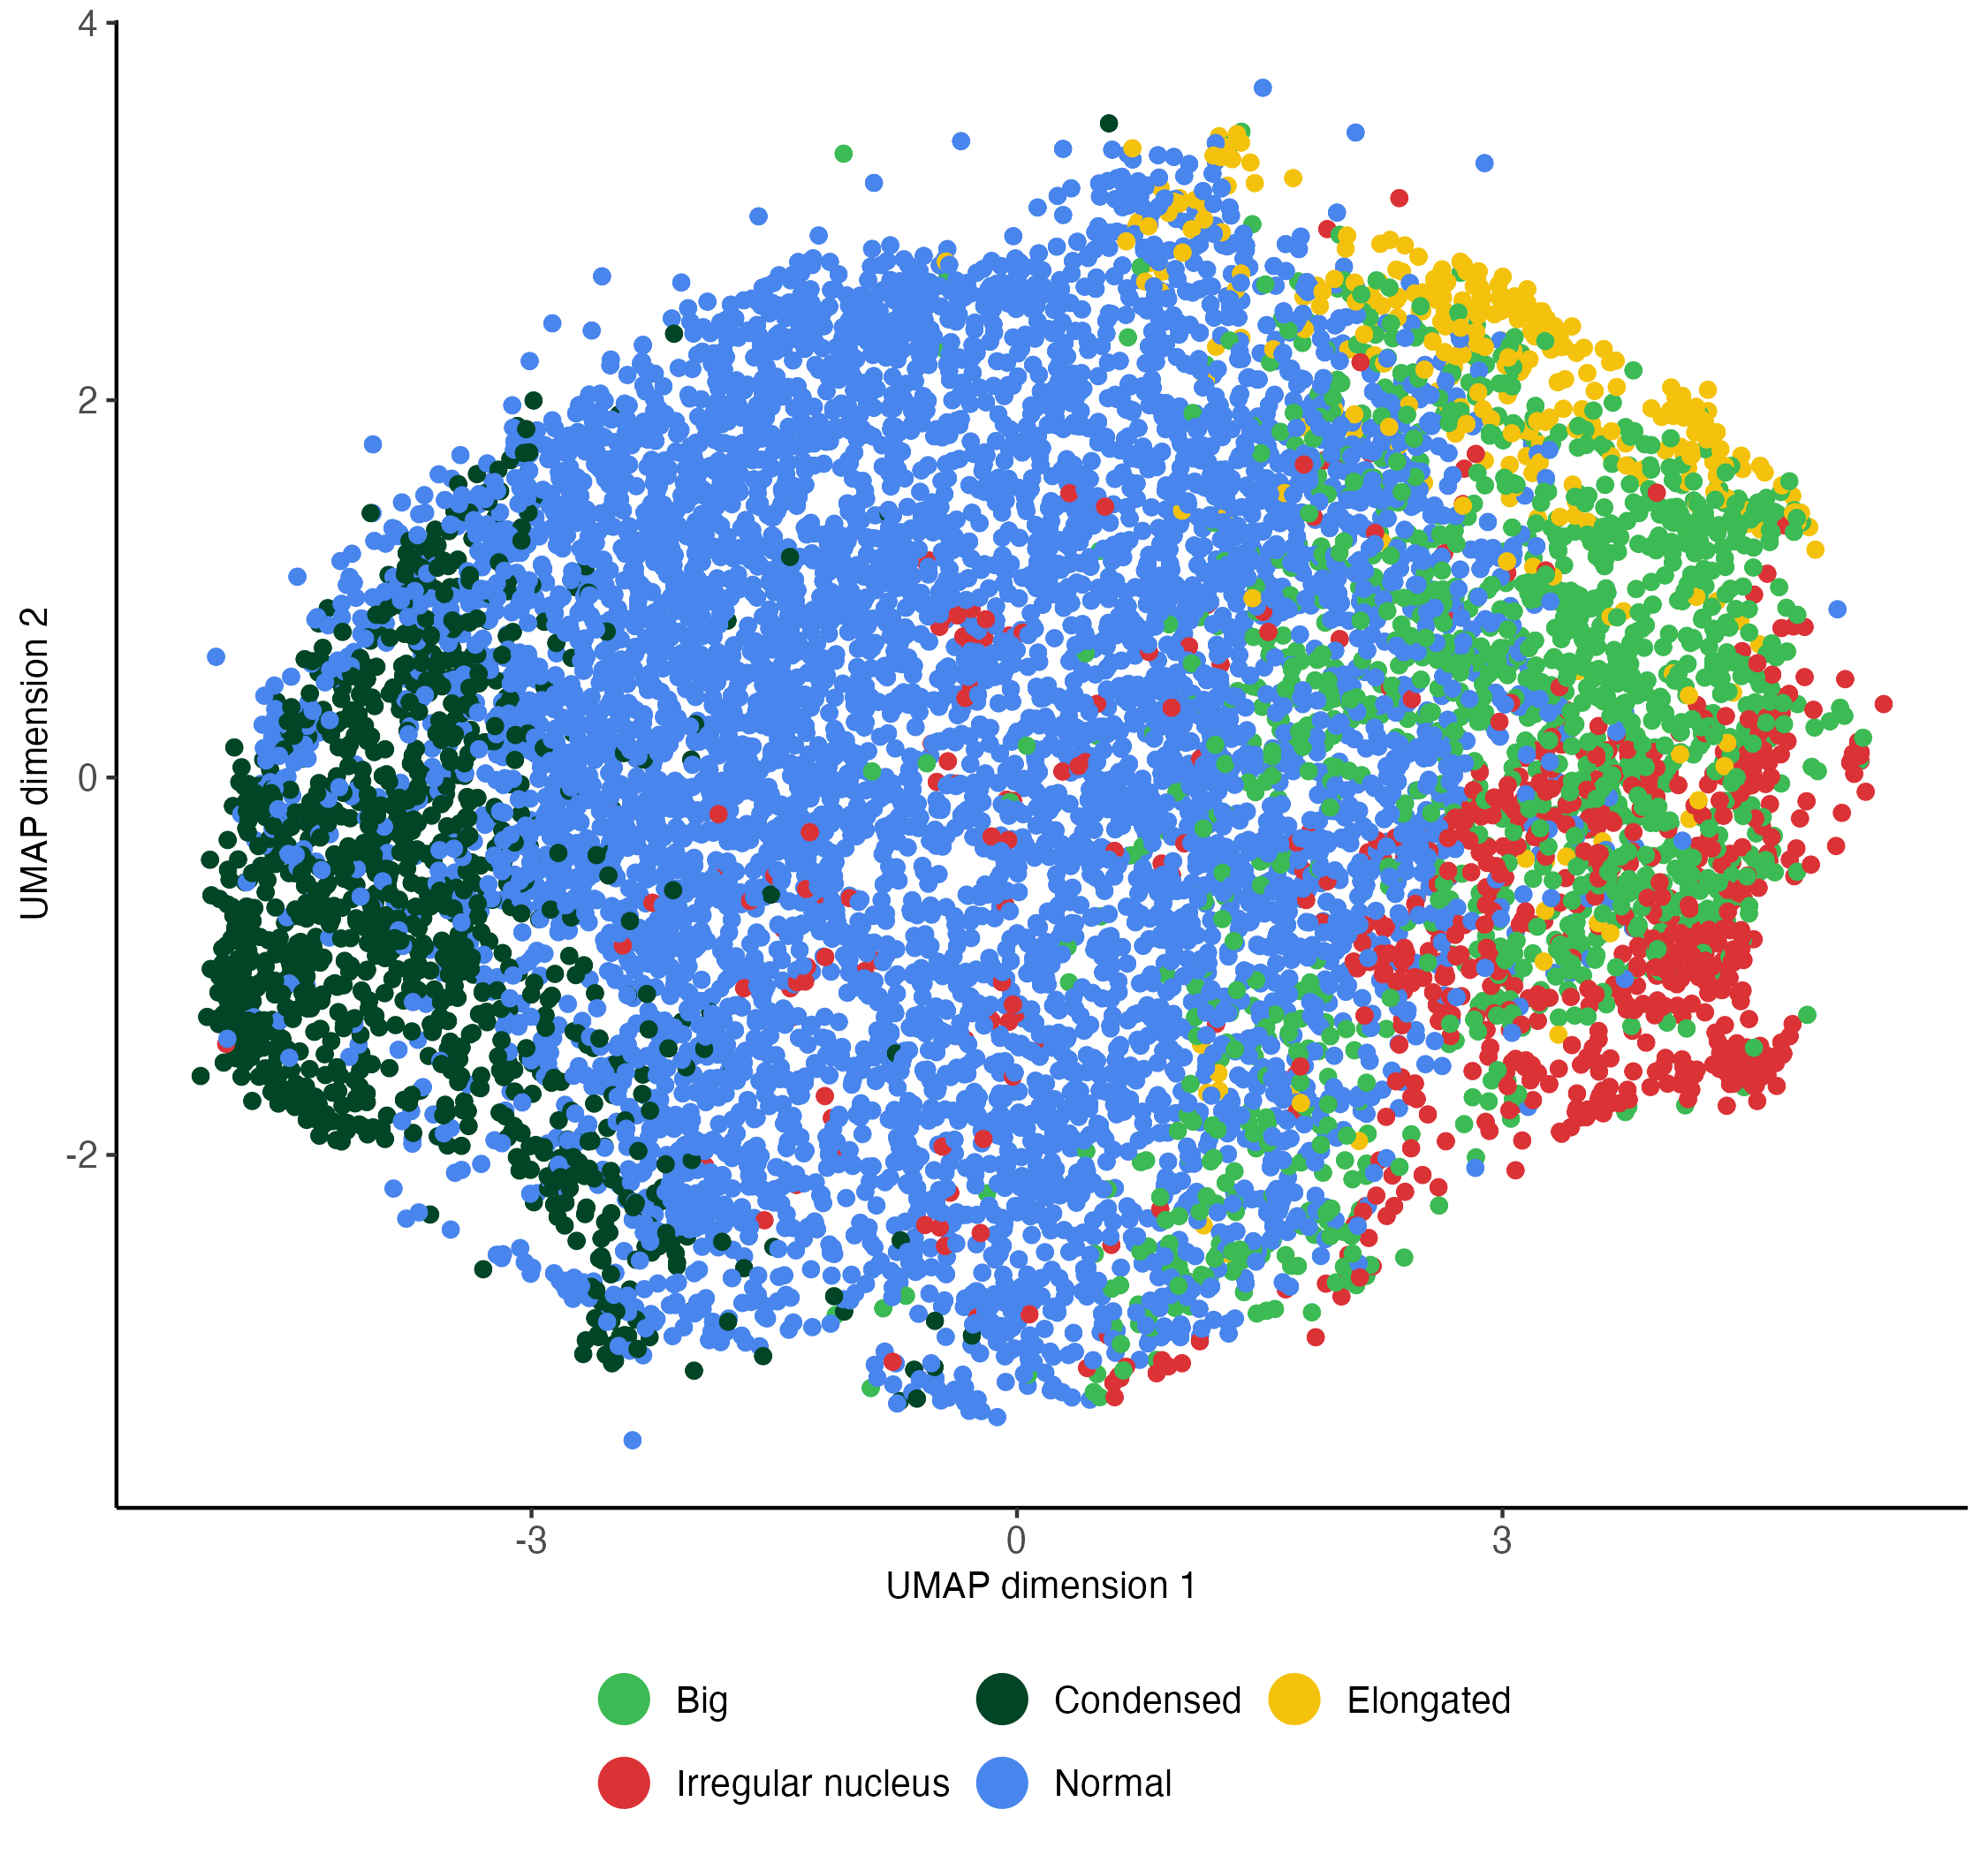 4
2
0
-2
UMAP dimension 2
-3 0 3
UMAP dimension 1
Big Condensed Elongated
Irregular nucleus Normal